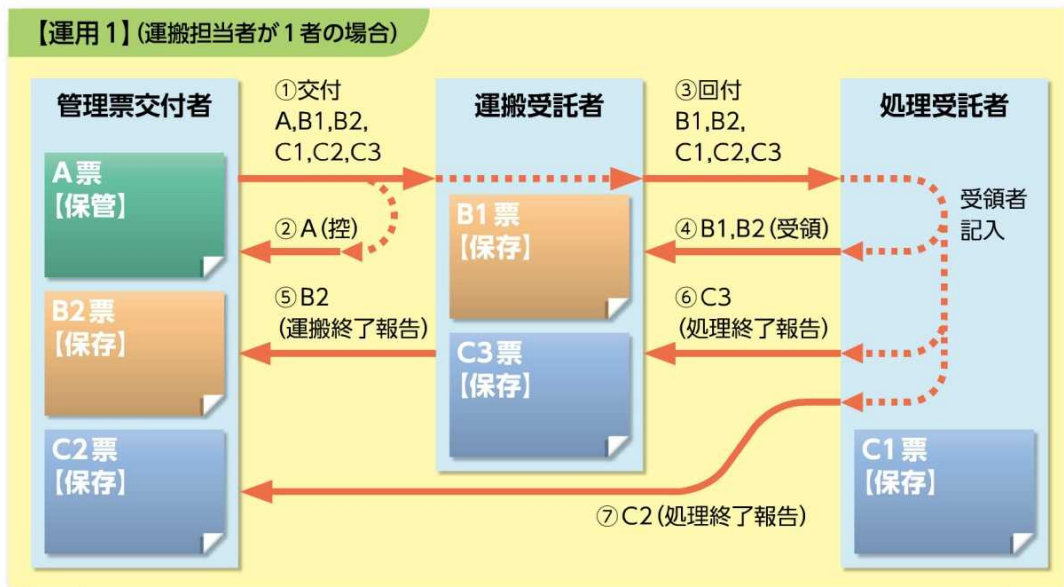 【運用1】(運搬担当者が1者の場合)
管理票交付者
A票
【保管】
B2票
【保存】
C2票
【保存】
①交付
A,B1,B2,
C1,C2,C3
②A(控)
⑤B2
(運搬終了報告)
運搬受託者
B1票
【保存】
C3票
【保存】
③回付
B1,B2,
C1,C2,C3
④B1,B2(受領)
⑥C3
(処理終了報告)
⑦C2(処理終了報告)
処理受託者
受領者
記入
C1票
【保存】